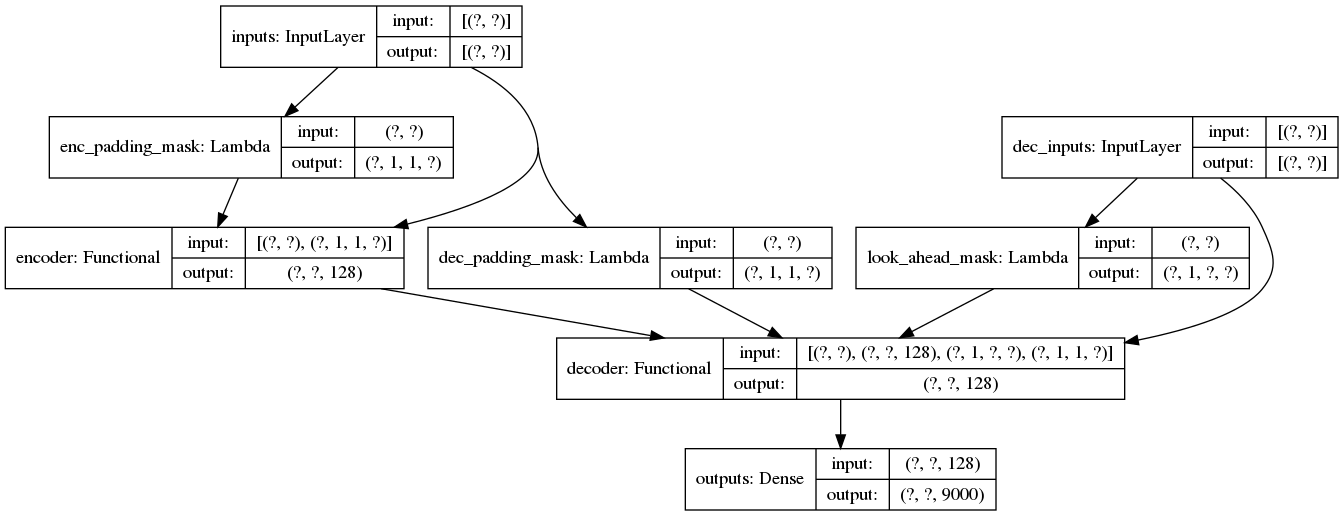 inputs: InputLayer
input: [(?, ?)]
output: [(?, ?)]
enc_padding_mask: Lambda
input: (?, ?)
output: (?, 1, 1, ?)
dec_inputs: InputLayer
input: [(?, ?)]
output: [(?, ?)]
encoder: Functional
input: [(?, ?), (?, 1, 1, ?)]
output: (?, ?, 128)
dec_padding_mask: Lambda
input: (?, ?)
output: (?, 1, 1, ?)
look_ahead_mask: Lambda
input: (?, ?)
output: (?, 1, ?, ?)
decoder: Functional
input: [(?, ?), (?, ?, 128), (?, 1, ?, ?), (?, 1, 1, ?)]
output: (?, ?, 128)
outputs: Dense
input: (?, ?, 128)
output: (?, ?, 9000)